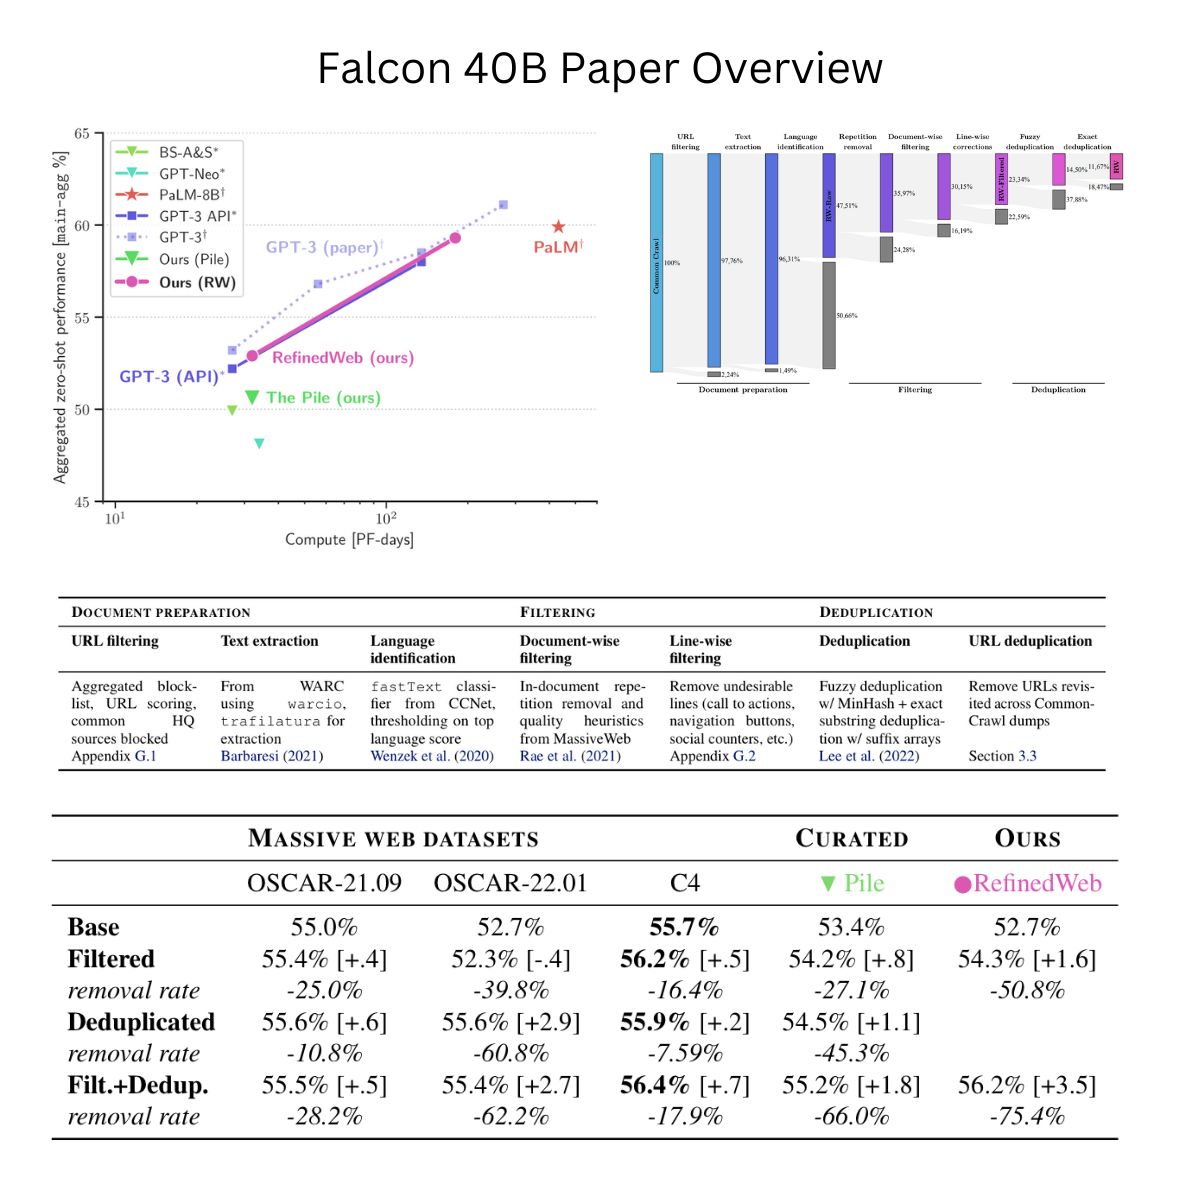 Falcon 40B Paper Overview
65
60
55
50
45
Aggregated zero-shot performance [main-agg %]
BS-A&S*
GPT-Neo*
PaLM-8B†
GPT-3 API*
GPT-3†
Ours (Pile)
Ours (RW)
GPT-3 (paper)†
PaLM†
RefinedWeb (ours)
GPT-3 (API)*
The Pile (ours)
10¹
10²
Compute [PF-days]
URL filtering
Text extraction
Language identification
Repetition removal
Document-wise filtering
Line-wise corrections
Fuzzy deduplication
Exact deduplication
Common Crawl
100%
97,76%
2,24%
96,31%
1,49%
RW-Raw
47,51%
50,66%
35,97%
24,28%
30,15%
16,19%
RW-Filtered
23,34%
22,59%
14,50%
37,88%
11,67%
18,47%
RW
Document preparation
Filtering
Deduplication
DOCUMENT PREPARATION FILTERING DEDUPLICATION
URL filtering
Text extraction
Language
identification
Document-wise
filtering
Line-wise
filtering
Deduplication
URL deduplication
Aggregated block-
list, URL scoring,
common HQ
sources blocked
Appendix G.1
From WARC
using warcio,
trafilatura for
extraction
Barbaresi (2021)
fastText classi-
fier from CCNet,
thresholding on top
language score
Wenzek et al. (2020)
In-document repe-
tition removal and
quality heuristics
from MassiveWeb
Rae et al. (2021)
Remove undesirable
lines (call to actions,
navigation buttons,
social counters, etc.)
Appendix G.2
Fuzzy deduplication
w/ MinHash + exact
substring deduplica-
tion w/ suffix arrays
Lee et al. (2022)
Remove URLs revis-
ited across Common-
Crawl dumps
Section 3.3
MASSIVE WEB DATASETS CURATED OURS
OSCAR-21.09 OSCAR-22.01 C4 ▼ Pile ●RefinedWeb
Base 55.0% 52.7% 55.7% 53.4% 52.7%
Filtered 55.4% [+.4] 52.3% [-.4] 56.2% [+.5] 54.2% [+.8] 54.3% [+1.6]
removal rate -25.0% -39.8% -16.4% -27.1% -50.8%
Deduplicated 55.6% [+.6] 55.6% [+2.9] 55.9% [+.2] 54.5% [+1.1]
removal rate -10.8% -60.8% -7.59% -45.3%
Filt.+Dedup. 55.5% [+.5] 55.4% [+2.7] 56.4% [+.7] 55.2% [+1.8] 56.2% [+3.5]
removal rate -28.2% -62.2% -17.9% -66.0% -75.4%